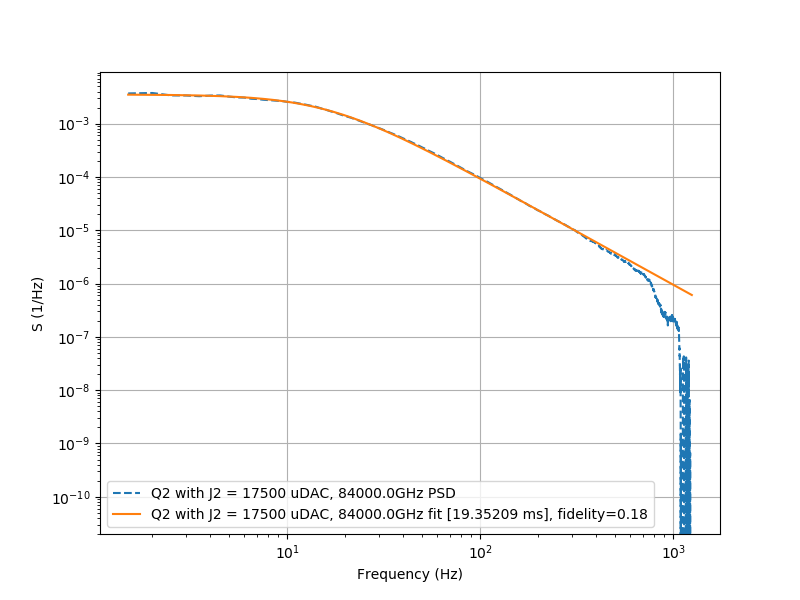 S (1/Hz)
10⁻³
10⁻⁴
10⁻⁵
10⁻⁶
10⁻⁷
10⁻⁸
10⁻⁹
10⁻¹⁰
Q2 with J2 = 17500 uDAC, 84000.0GHz PSD
Q2 with J2 = 17500 uDAC, 84000.0GHz fit [19.35209 ms], fidelity=0.18
10¹
10²
10³
Frequency (Hz)